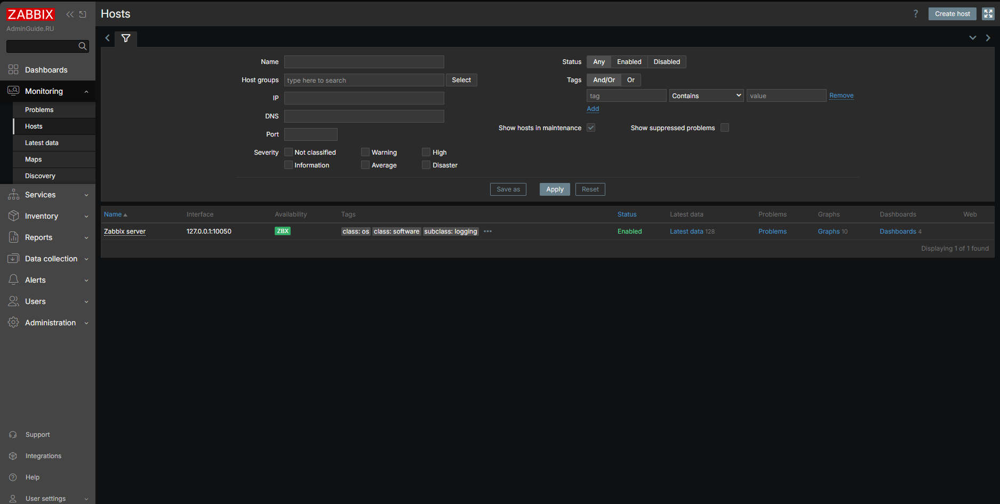 ZABBIX
AdminGuide.RU
Dashboards
Monitoring
Problems
Hosts
Latest data
Maps
Discovery
Services
Inventory
Reports
Data collection
Alerts
Users
Administration
Support
Integrations
Help
User settings
Hosts
? Create host
Name
Host groups type here to search Select
IP
DNS
Port
Severity Not classified Warning High
Information Average Disaster
Status Any Enabled Disabled
Tags And/Or Or
tag Contains value Remove
Add
Show hosts in maintenance Show suppressed problems
Save as Apply Reset
Name Interface Availability Tags Status Latest data Problems Graphs Dashboards Web
Zabbix server 127.0.0.1:10050 ZBX class: os class: software subclass: logging ••• Enabled Latest data 128 Problems Graphs 10 Dashboards 4
Displaying 1 of 1 found